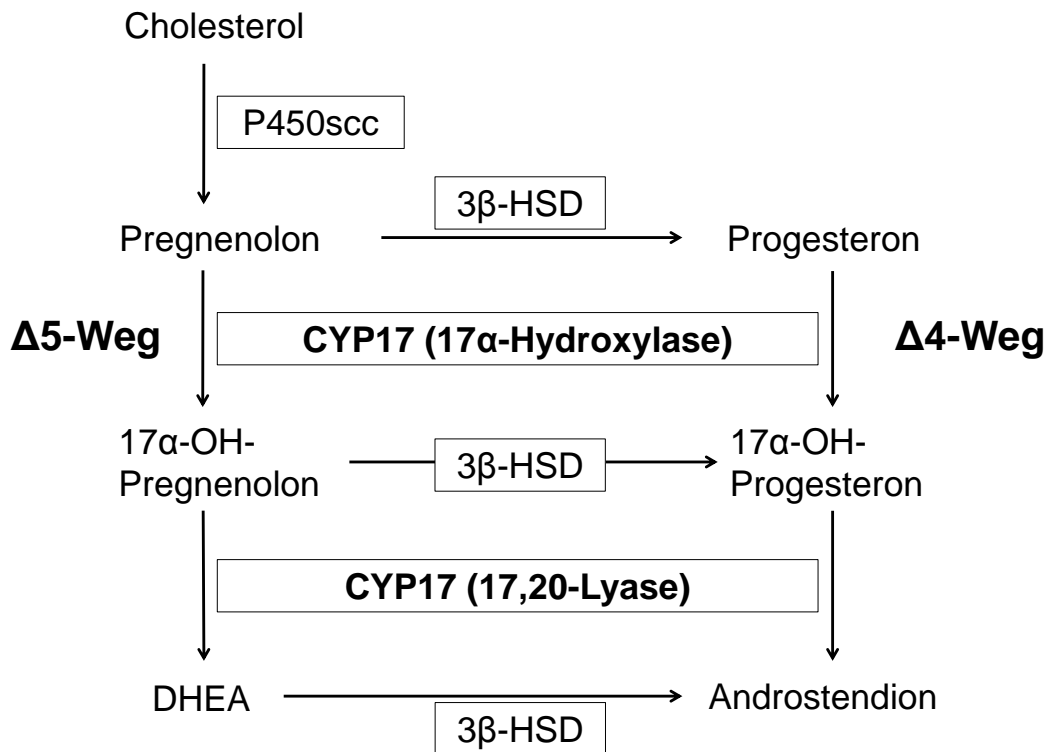 Cholesterol
P450scc
3β-HSD
Pregnenolon
Progesteron
Δ5-Weg
CYP17 (17α-Hydroxylase)
Δ4-Weg
17α-OH-
Pregnenolon
3β-HSD
17α-OH-
Progesteron
CYP17 (17,20-Lyase)
DHEA
Androstendion
3β-HSD